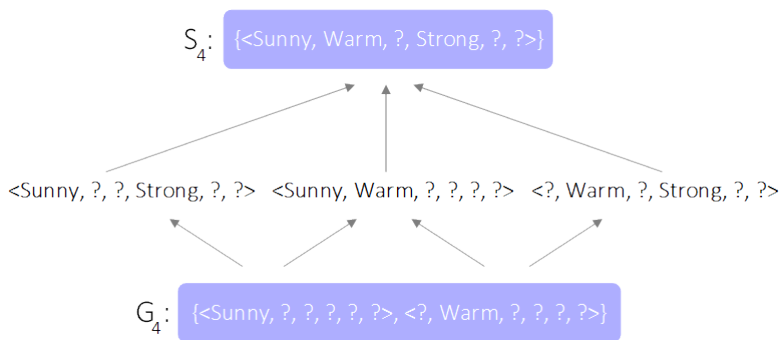 S4: {<Sunny, Warm, ?, Strong, ?, ?>}
<Sunny, ?, ?, Strong, ?, ?> <Sunny, Warm, ?, ?, ?, ?> <?, Warm, ?, Strong, ?, ?>
G4: {<Sunny, ?, ?, ?, ?, ?>, <?, Warm, ?, ?, ?, ?>}